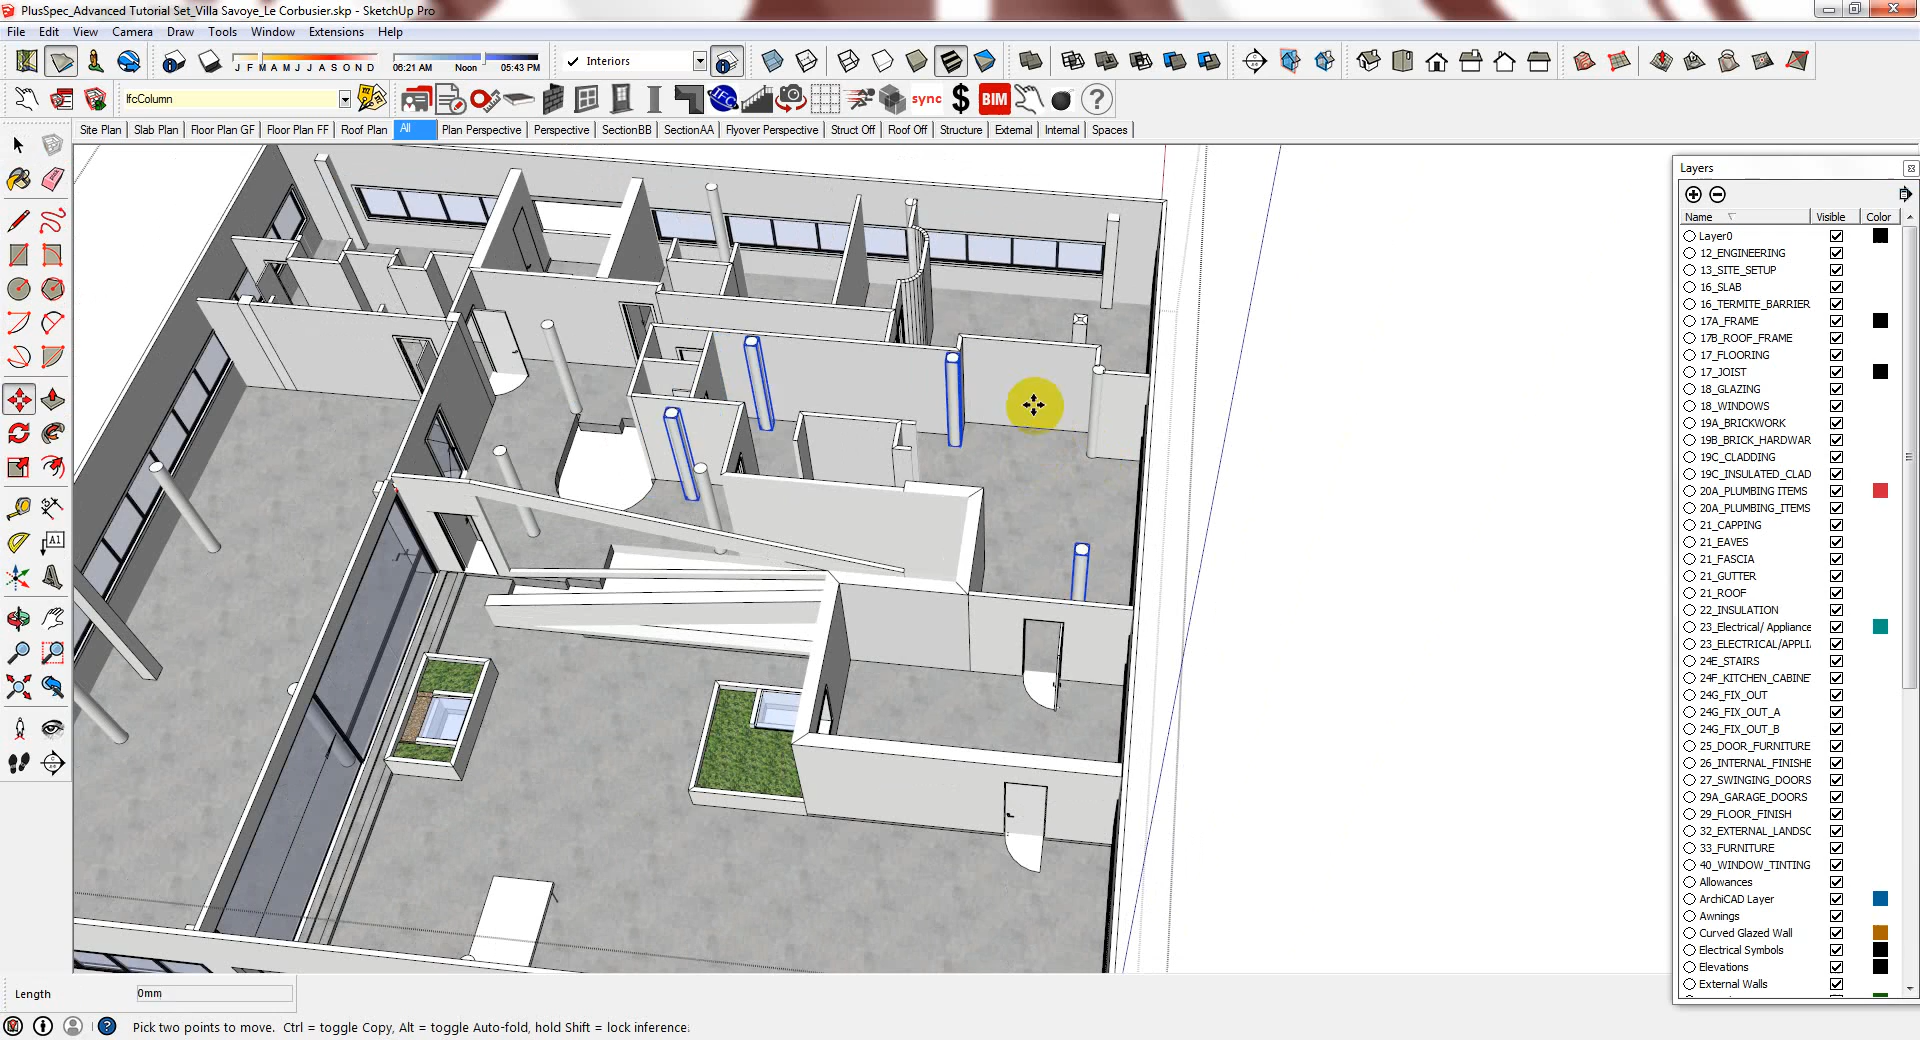 PlusSpec_Advanced Tutorial Set_Villa Savoye_Le Corbusier.skp - SketchUp Pro
File Edit View Camera Draw Tools Window Extensions Help
J F M A M J J A S O N D
06:21 AM Noon 05:43 PM
Interiors
IfcColumn
IFC
sync
$
BIM
?
Site Plan Slab Plan Floor Plan GF Floor Plan FF Roof Plan All Plan Perspective Perspective SectionBB SectionAA Flyover Perspective Struct Off Roof Off Structure External Internal Spaces
A1
Layers
Name Visible Color
Layer0
12_ENGINEERING
13_SITE_SETUP
16_SLAB
16_TERMITE_BARRIER
17A_FRAME
17B_ROOF_FRAME
17_FLOORING
17_JOIST
18_GLAZING
18_WINDOWS
19A_BRICKWORK
19B_BRICK_HARDWAR
19C_CLADDING
19C_INSULATED_CLAD
20A_PLUMBING ITEMS
20A_PLUMBING_ITEMS
21_CAPPING
21_EAVES
21_FASCIA
21_GUTTER
21_ROOF
22_INSULATION
23_Electrical/ Appliance
23_ELECTRICAL/APPLI
24E_STAIRS
24F_KITCHEN_CABINE
24G_FIX_OUT
24G_FIX_OUT_A
24G_FIX_OUT_B
25_DOOR_FURNITURE
26_INTERNAL_FINISHE
27_SWINGING_DOORS
29A_GARAGE_DOORS
29_FLOOR_FINISH
32_EXTERNAL_LANDSC
33_FURNITURE
40_WINDOW_TINTING
Allowances
ArchiCAD Layer
Awnings
Curved Glazed Wall
Electrical Symbols
Elevations
External Walls
Length 0mm
Pick two points to move. Ctrl = toggle Copy, Alt = toggle Auto-fold, hold Shift = lock inference.